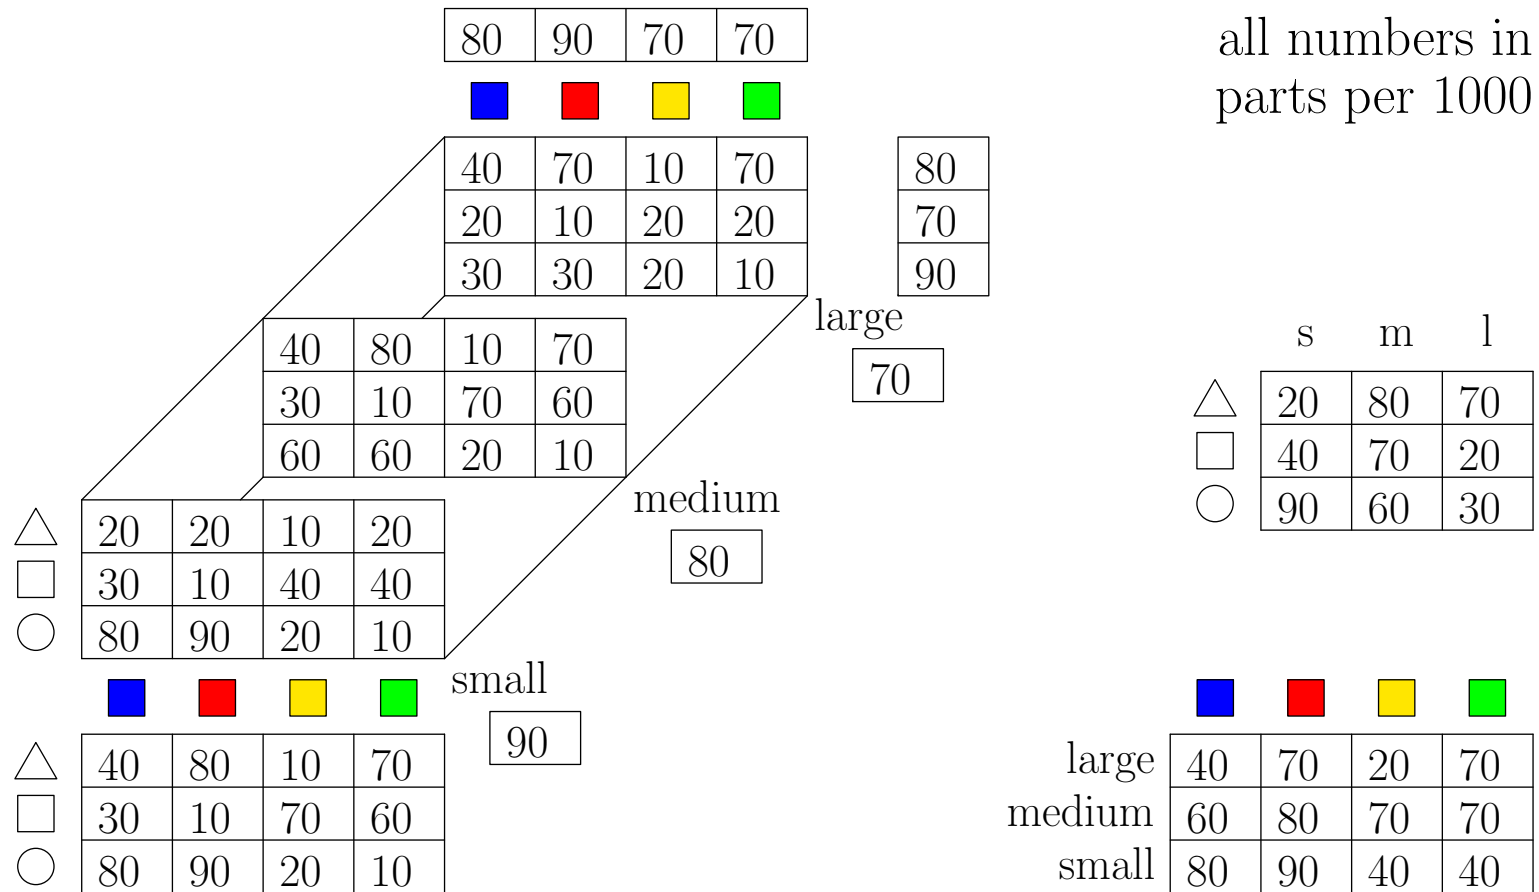 80 90 70 70
all numbers in
parts per 1000
40 70 10 70
20 10 20 20
30 30 20 10
80
70
90
large
70
40 80 10 70
30 10 70 60
60 60 20 10
medium
80
20 20 10 20
30 10 40 40
80 90 20 10
small
90
40 80 10 70
30 10 70 60
80 90 20 10
s m l
20 80 70
40 70 20
90 60 30
large 40 70 20 70
medium 60 80 70 70
small 80 90 40 40